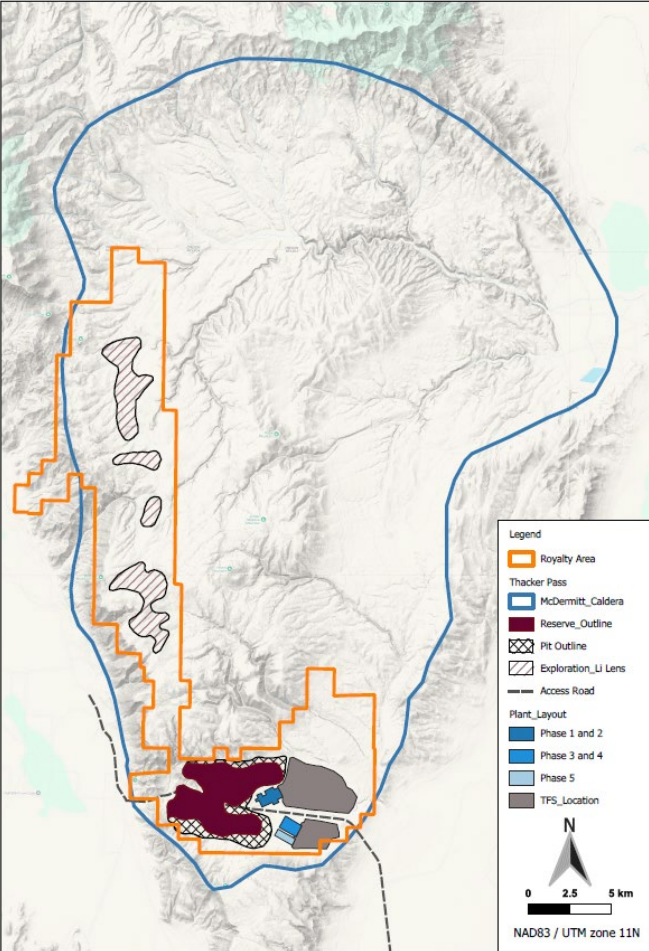 Legend
Royalty Area
Thacker Pass
McDermitt_Caldera
Reserve_Outline
Pit Outline
Exploration_Li Lens
Access Road
Plant_Layout
Phase 1 and 2
Phase 3 and 4
Phase 5
TFS_Location
N
0 2.5 5 km
NAD83 / UTM zone 11N